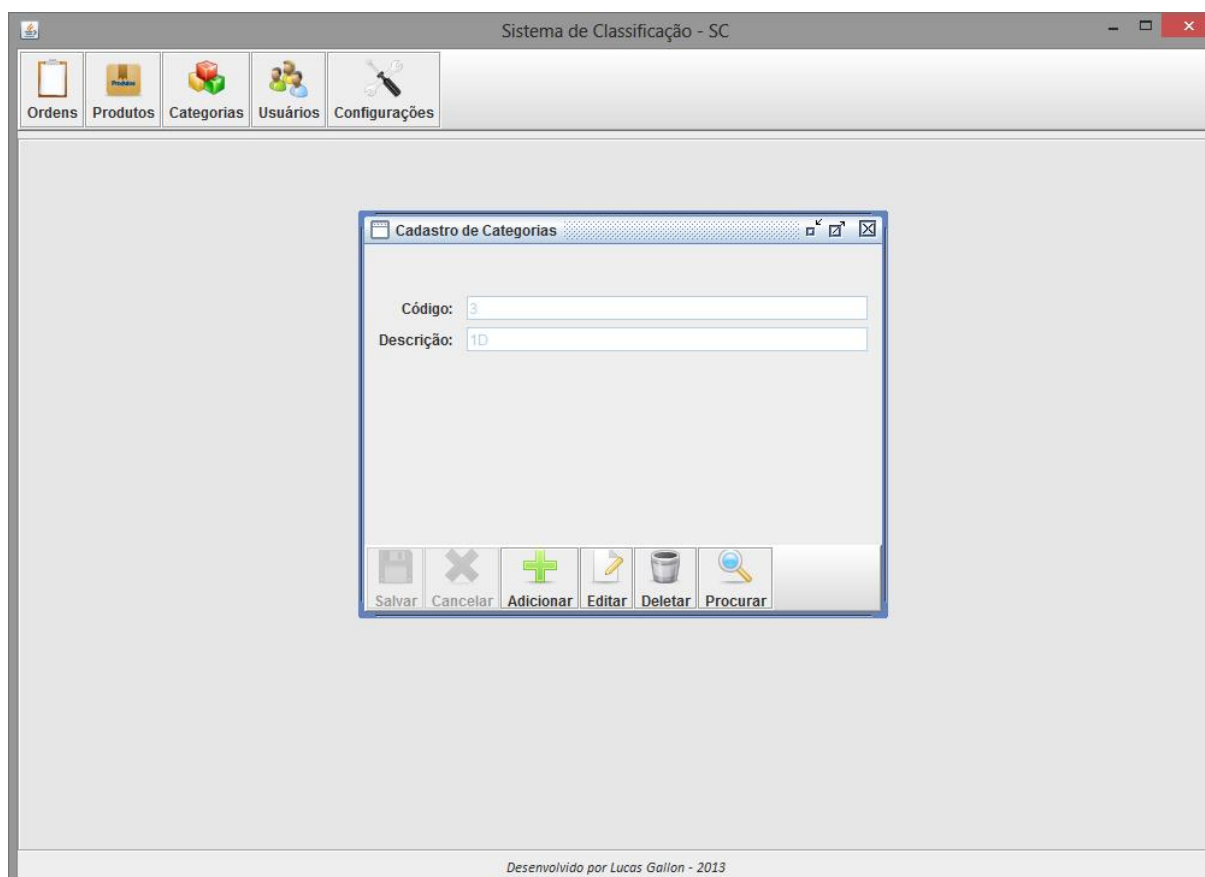 Sistema de Classificação - SC
Produtos
Ordens Produtos Categorias Usuários Configurações
Cadastro de Categorias
Código: 3
Descrição: 1D
Salvar Cancelar Adicionar Editar Deletar Procurar
Desenvolvido por Lucas Gallon - 2013